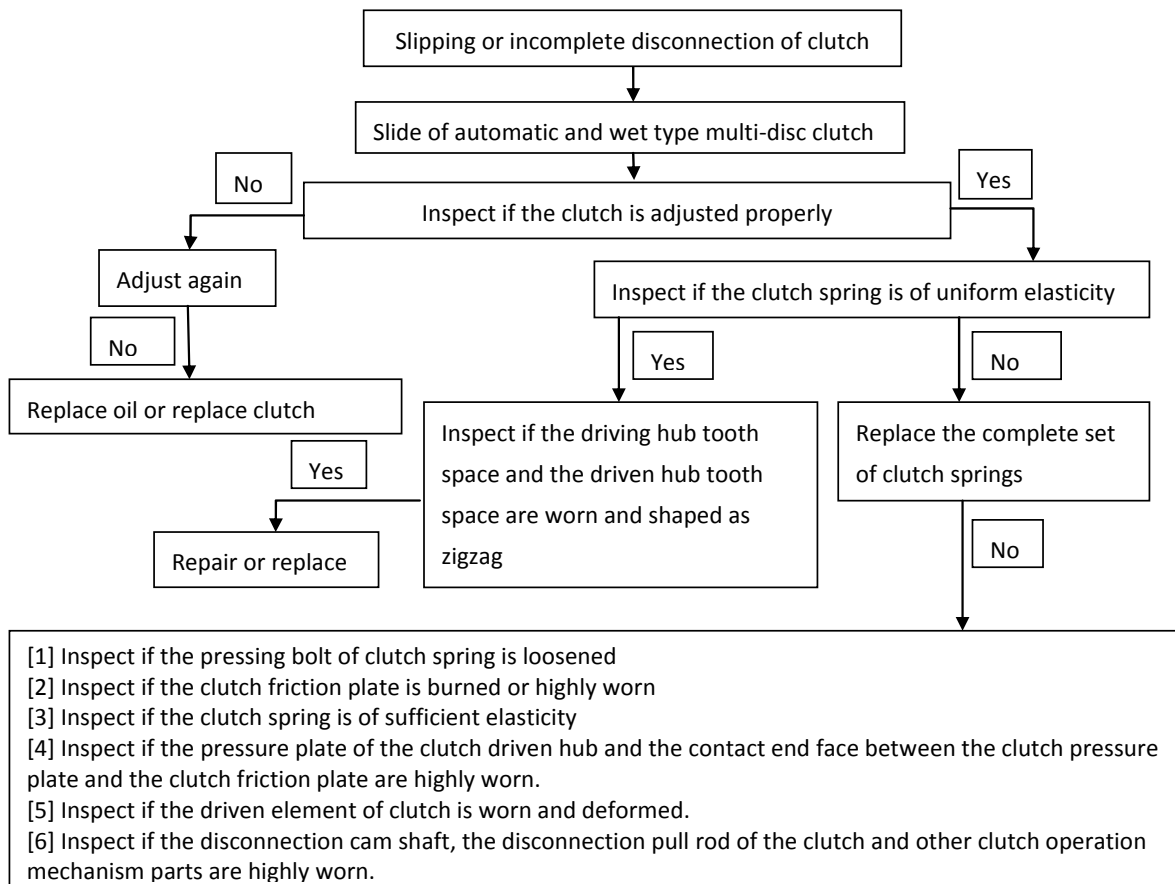 Slipping or incomplete disconnection of clutch
Slide of automatic and wet type multi-disc clutch
No
Yes
Inspect if the clutch is adjusted properly
Adjust again
Inspect if the clutch spring is of uniform elasticity
No
Yes
No
Replace oil or replace clutch
Inspect if the driving hub tooth
space and the driven hub tooth
space are worn and shaped as
zigzag
Replace the complete set
of clutch springs
Yes
Repair or replace
No
[1] Inspect if the pressing bolt of clutch spring is loosened
[2] Inspect if the clutch friction plate is burned or highly worn
[3] Inspect if the clutch spring is of sufficient elasticity
[4] Inspect if the pressure plate of the clutch driven hub and the contact end face between the clutch pressure
plate and the clutch friction plate are highly worn.
[5] Inspect if the driven element of clutch is worn and deformed.
[6] Inspect if the disconnection cam shaft, the disconnection pull rod of the clutch and other clutch operation
mechanism parts are highly worn.